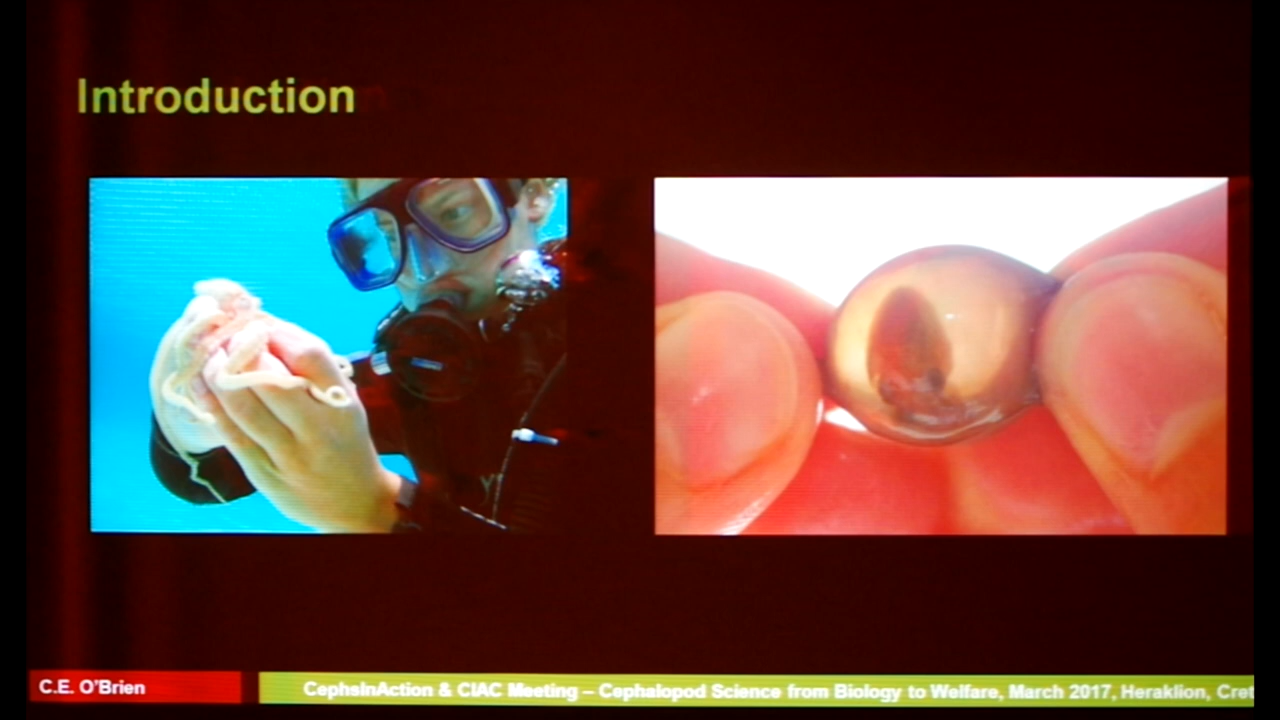 Introduction
C.E. O'Brien
CephsInAction & CIAC Meeting – Cephalopod Science from Biology to Welfare, March 2017, Heraklion, Cret